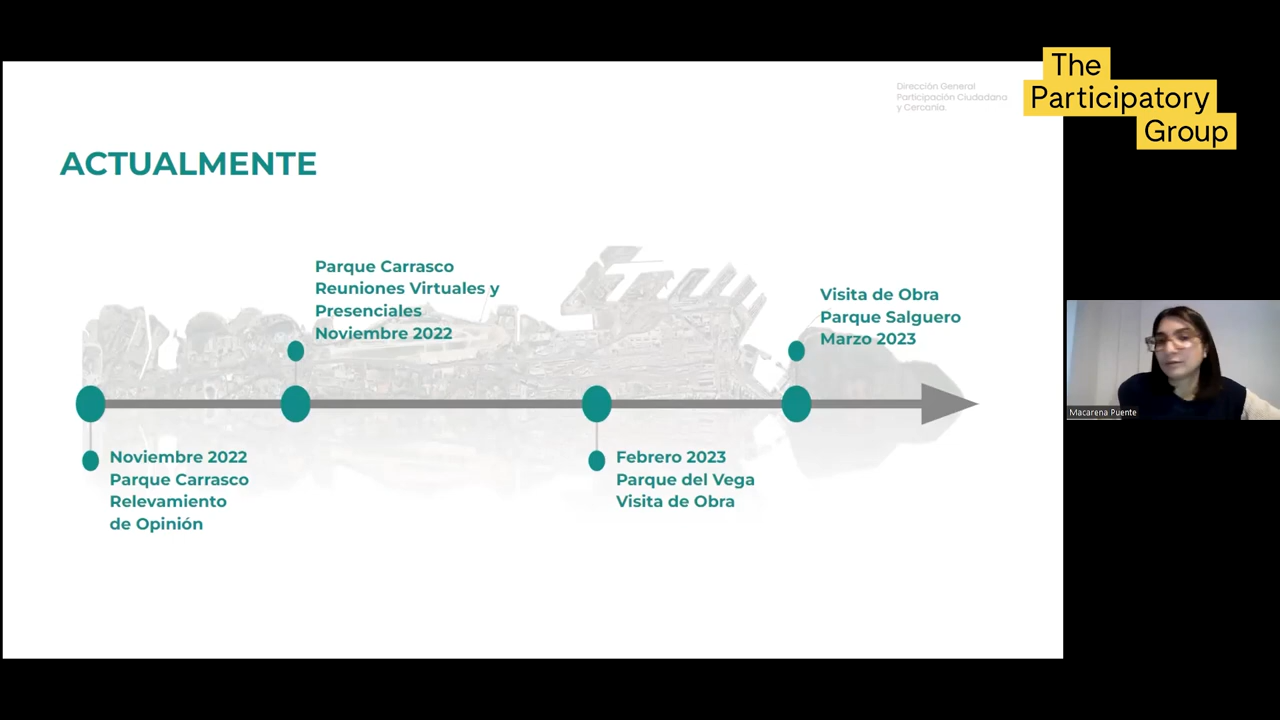 Dirección General
Participación Ciudadana
y Cercanía.
The
Participatory
Group
ACTUALMENTE
Parque Carrasco
Reuniones Virtuales y
Presenciales
Noviembre 2022
Visita de Obra
Parque Salguero
Marzo 2023
Noviembre 2022
Parque Carrasco
Relevamiento
de Opinión
Febrero 2023
Parque del Vega
Visita de Obra
Macarena Puente